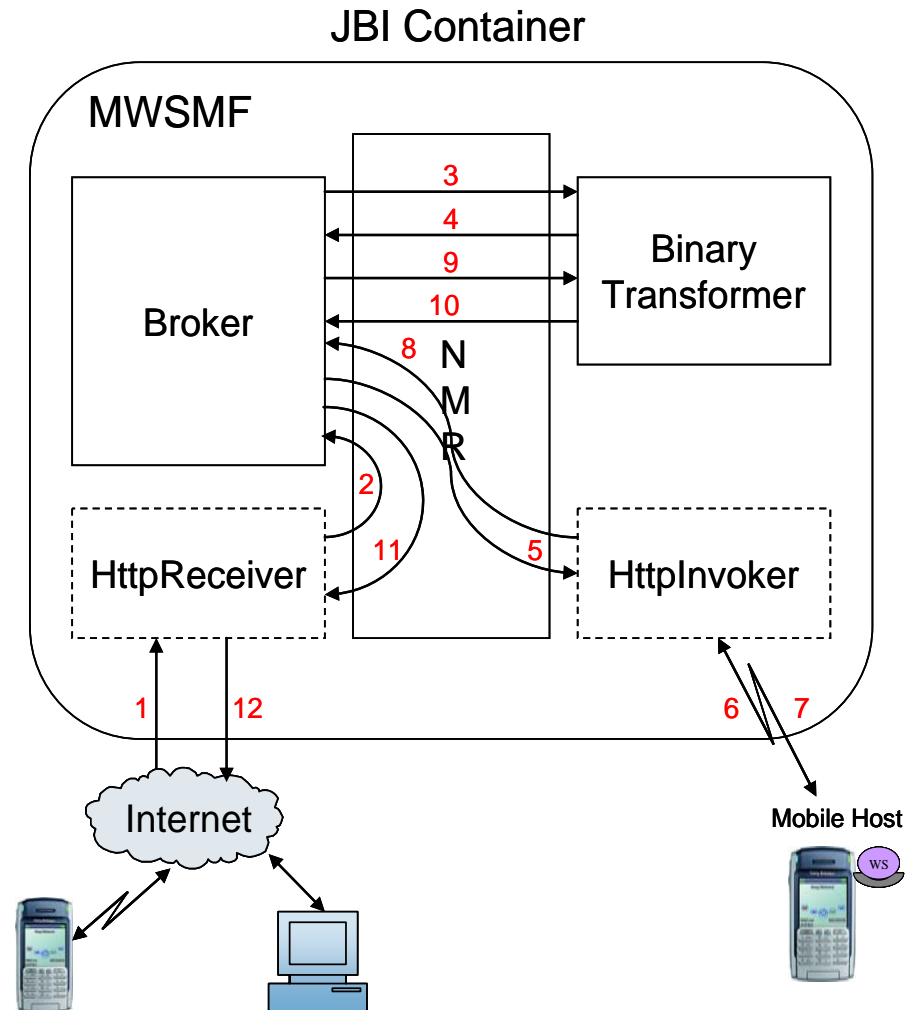 JBI Container
MWSMF
3
4
9
10
Binary
Transformer
Broker
8
N
M
R
2
11
5
HttpReceiver
HttpInvoker
1
12
6
7
Internet
Mobile Host
WS